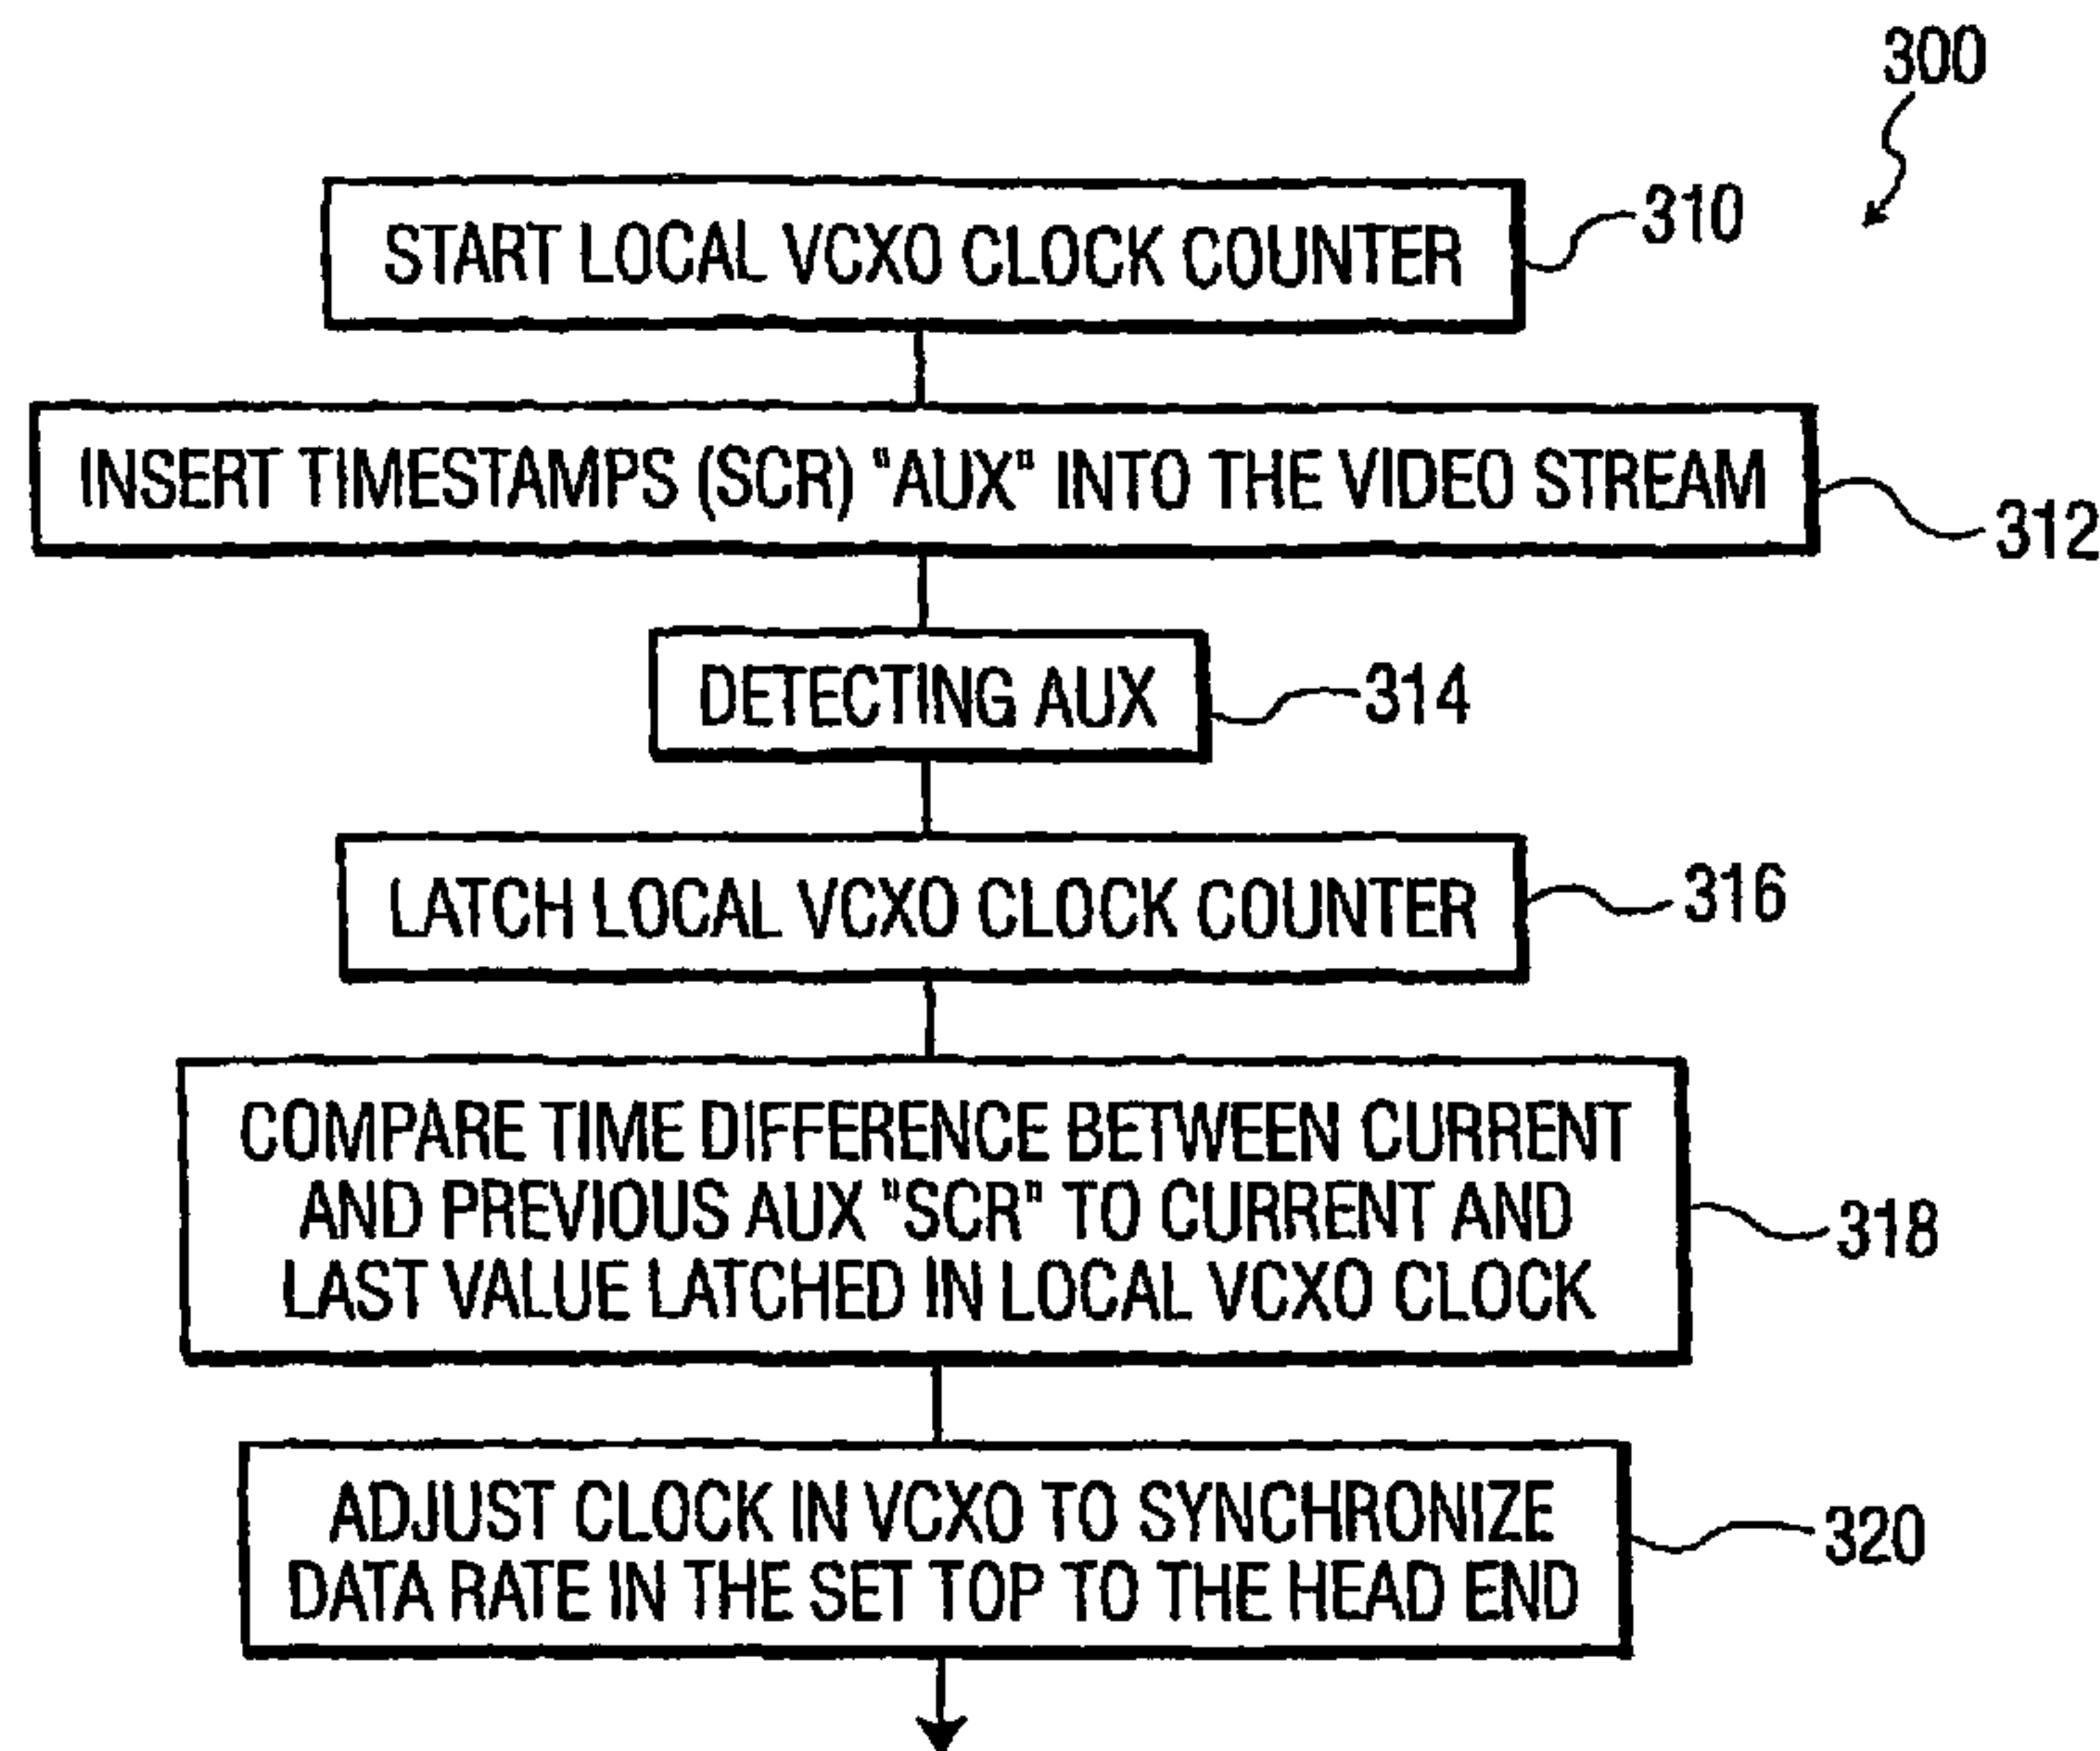 300
START LOCAL VCXO CLOCK COUNTER
310
INSERT TIMESTAMPS (SCR) "AUX" INTO THE VIDEO STREAM
312
DETECTING AUX
314
LATCH LOCAL VCXO CLOCK COUNTER
316
COMPARE TIME DIFFERENCE BETWEEN CURRENT
AND PREVIOUS AUX "SCR" TO CURRENT AND
LAST VALUE LATCHED IN LOCAL VCXO CLOCK
318
ADJUST CLOCK IN VCXO TO SYNCHRONIZE
DATA RATE IN THE SET TOP TO THE HEAD END
320